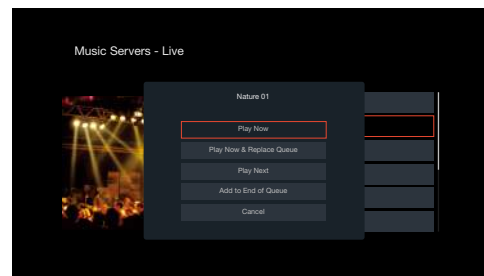 Music Servers - Live
Nature 01
Play Now
Play Now & Replace Queue
Play Next
Add to End of Queue
Cancel